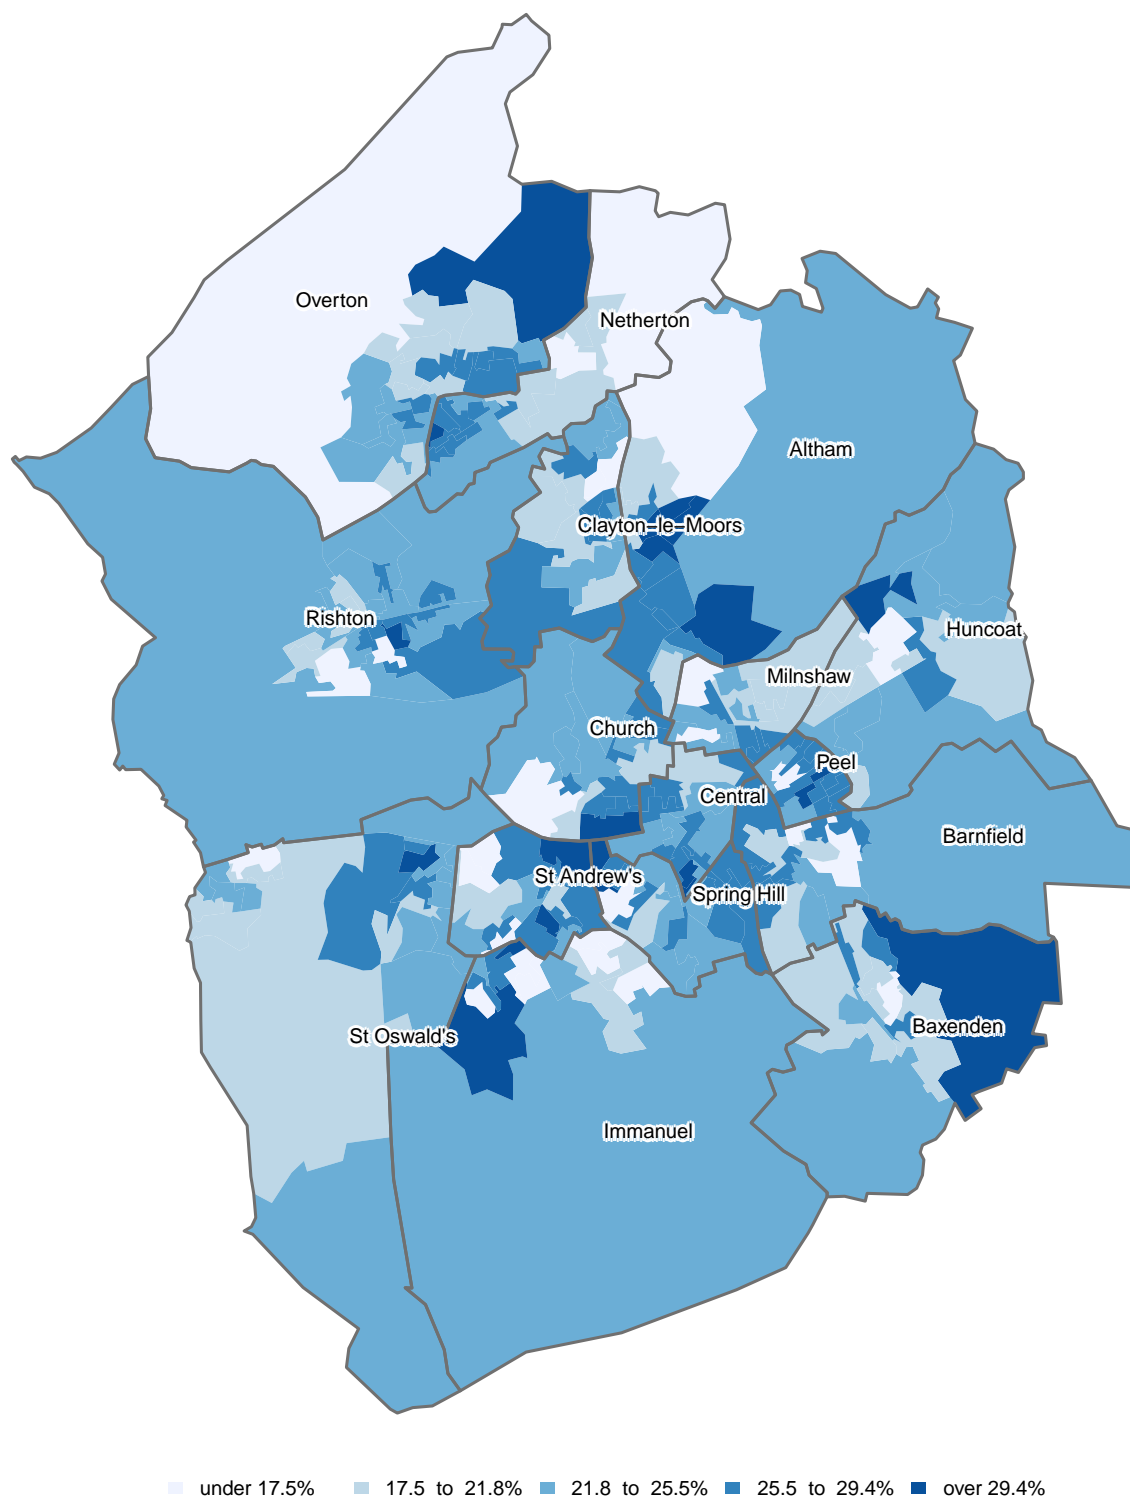 Overton
Netherton
Altham
Clayton–le–Moors
Rishton
Huncoat
Milnshaw
Church
Peel
Central
Barnfield
St Andrew's
Spring Hill
Baxenden
St Oswald's
Immanuel
under 17.5% 17.5 to 21.8% 21.8 to 25.5% 25.5 to 29.4% over 29.4%